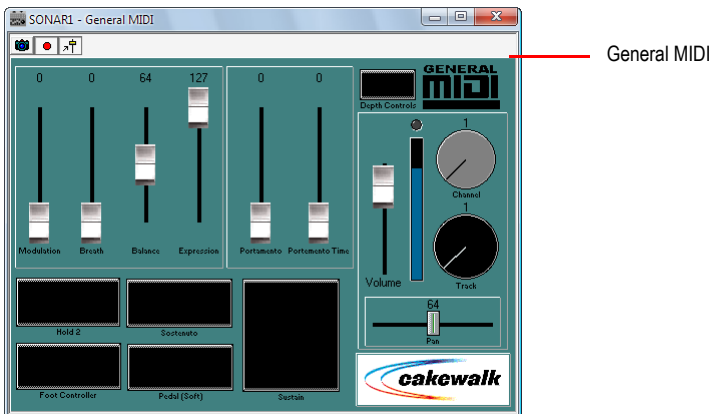 SONAR1 - General MIDI
General MIDI
0 0 64 127 0 0
GENERAL
MIDI
Depth Controls
1
Channel
1
Track
Modulation Breath Balance Expression Portamento Portemento Time
Volume
64
Pan
Hold 2 Sostenuto
Foot Controller Pedal (Soft) Sustain
cakewalk